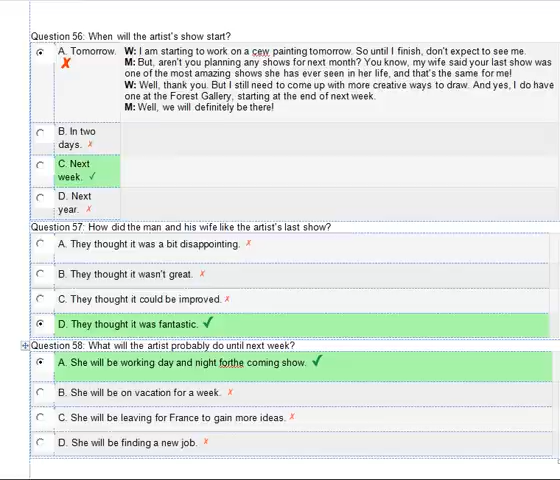 Question 56: When will the artist's show start?
A. Tomorrow. ✗
W: I am starting to work on a cew painting tomorrow. So until I finish, don't expect to see me.
M: But, aren't you planning any shows for next month? You know, my wife said your last show was
one of the most amazing shows she has ever seen in her life, and that's the same for me!
W: Well, thank you. But I still need to come up with more creative ways to draw. And yes, I do have
one at the Forest Gallery, starting at the end of next week.
M: Well, we will definitely be there!
B. In two
days. ✗
C. Next
week. ✓
D. Next
year. ✗
Question 57: How did the man and his wife like the artist's last show?
A. They thought it was a bit disappointing. ✗
B. They thought it wasn't great. ✗
C. They thought it could be improved. ✗
D. They thought it was fantastic. ✓
Question 58: What will the artist probably do until next week?
A. She will be working day and night forthe coming show. ✓
B. She will be on vacation for a week. ✗
C. She will be leaving for France to gain more ideas. ✗
D. She will be finding a new job. ✗